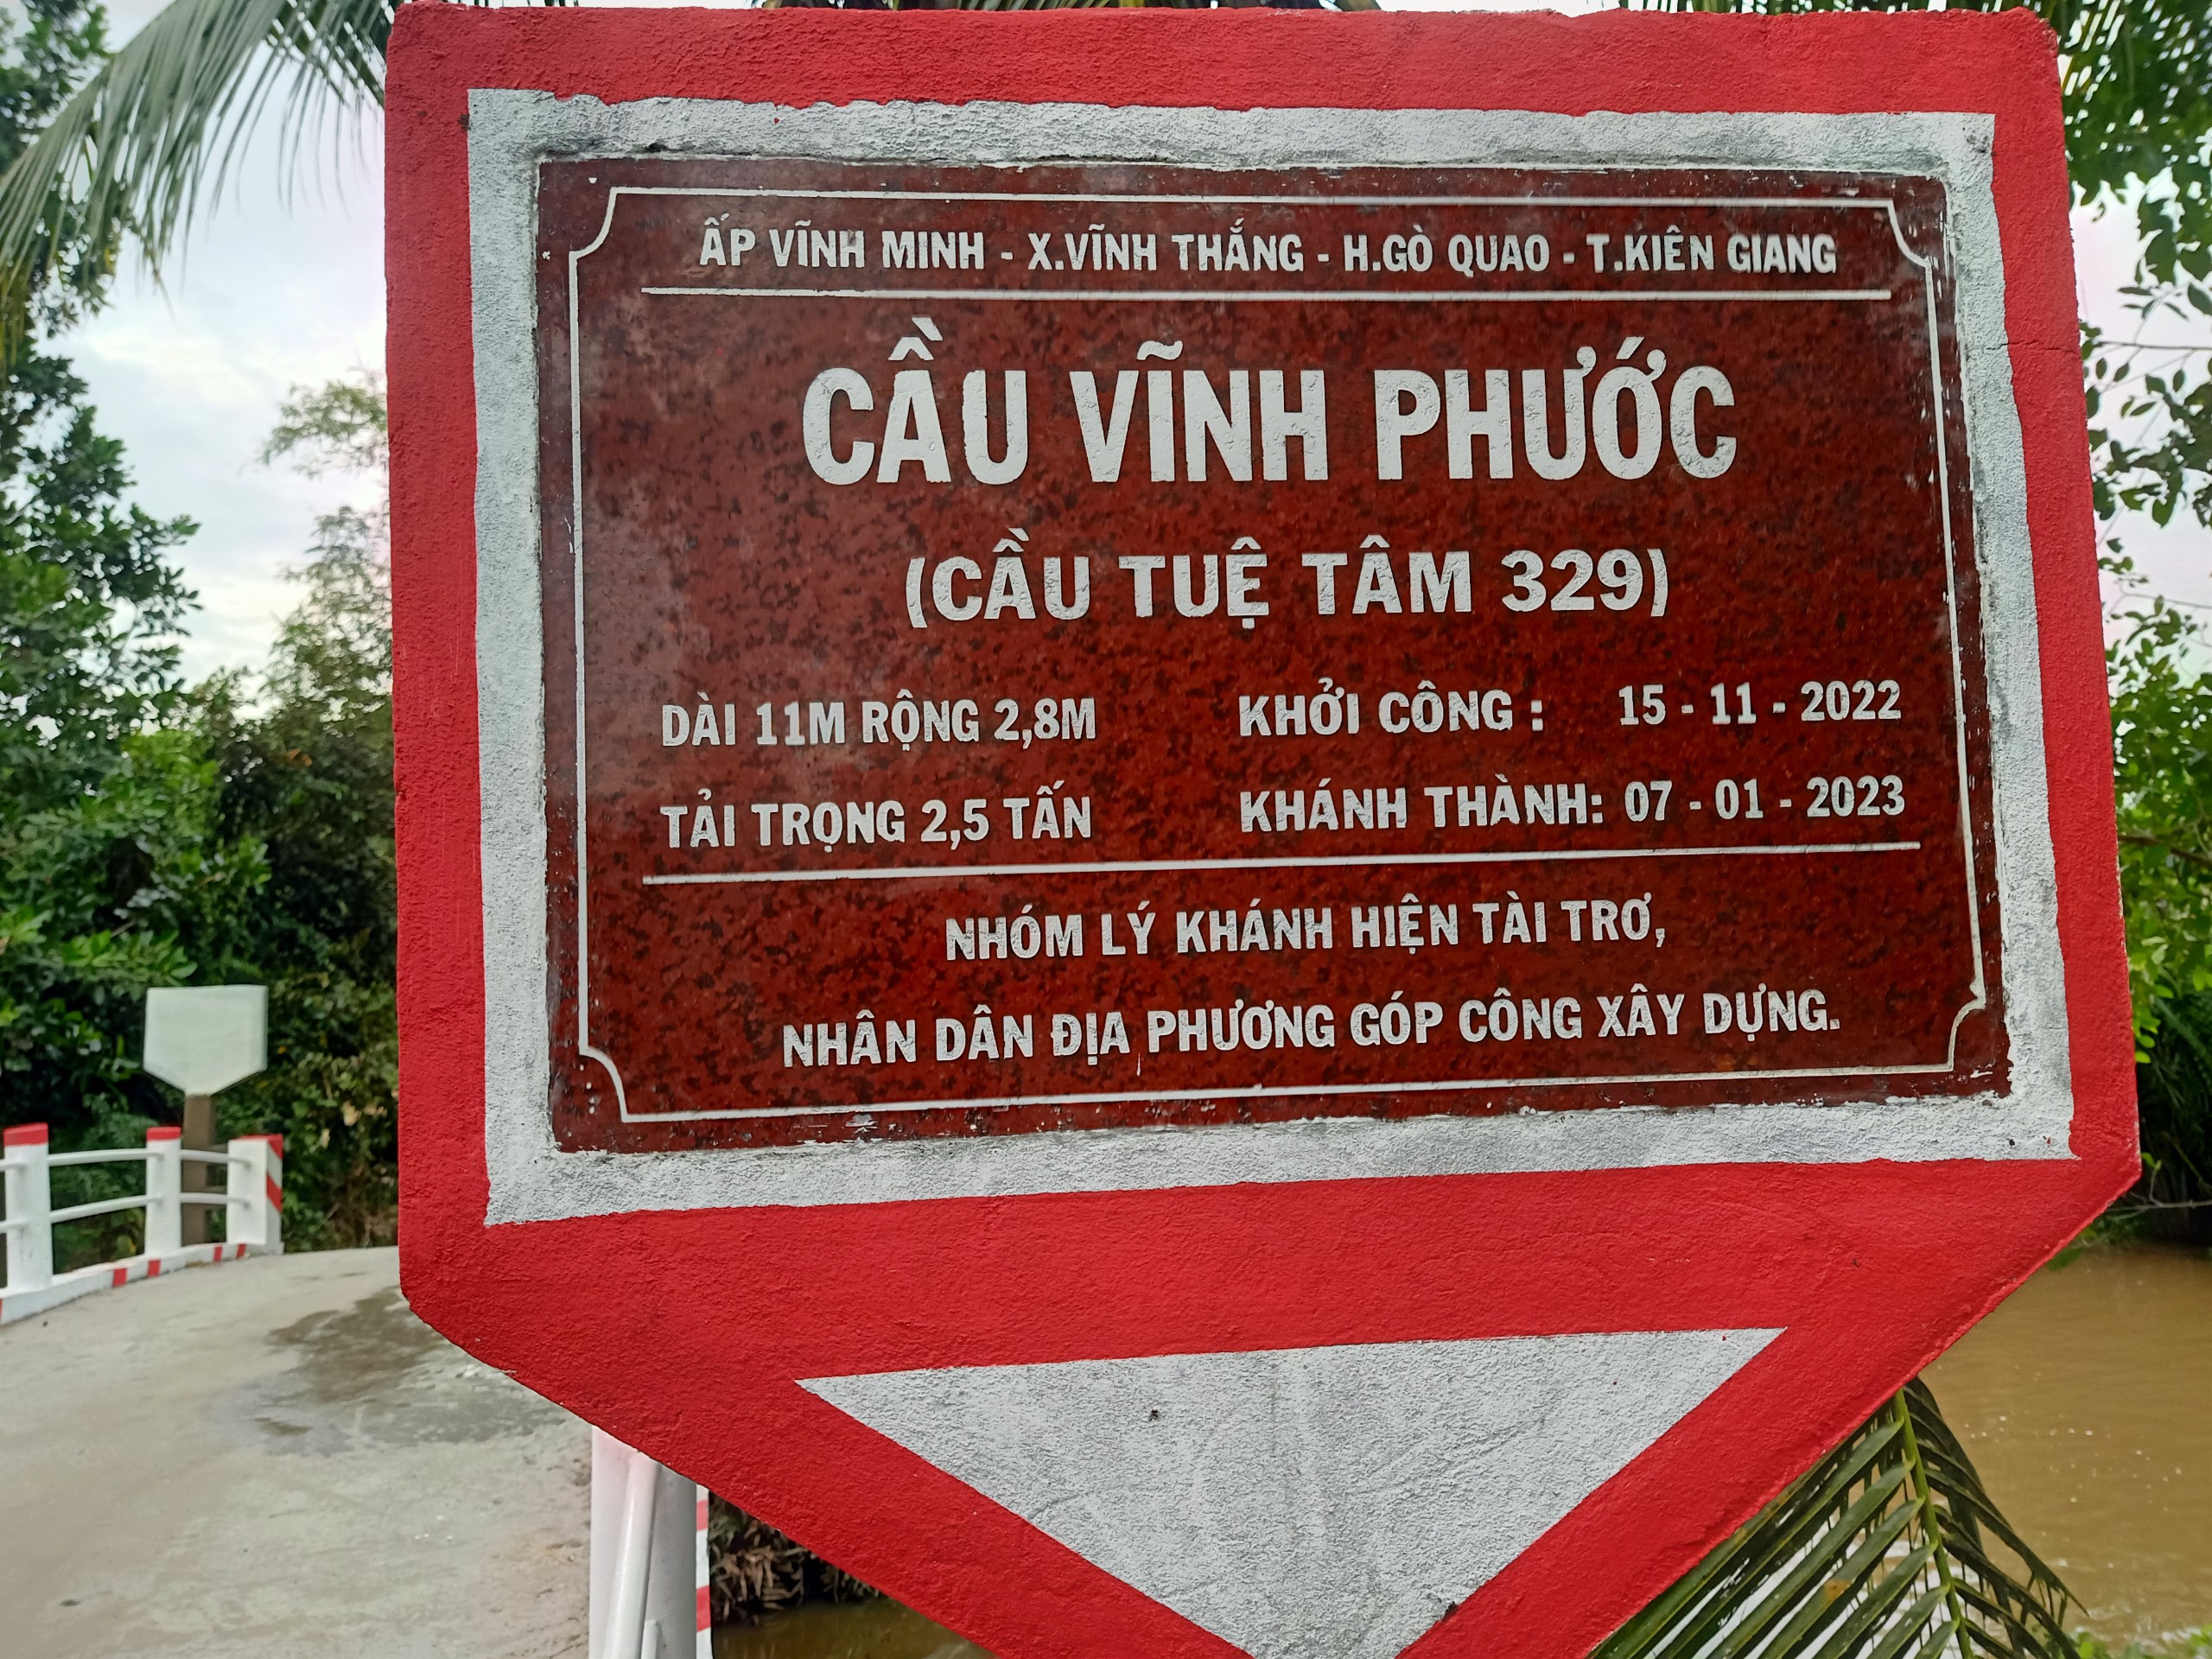 ẤP VĨNH MINH - X.VĨNH THẮNG - H.GÒ QUAO - T.KIÊN GIANG
CẦU VĨNH PHƯỚC
(CẦU TUỆ TÂM 329)
DÀI 11M RỘNG 2,8M KHỞI CÔNG : 15 - 11 - 2022
TẢI TRỌNG 2,5 TẤN KHÁNH THÀNH: 07 - 01 - 2023
NHÓM LÝ KHÁNH HIỆN TÀI TRƠ,
NHÂN DÂN ĐỊA PHƯƠNG GÓP CÔNG XÂY DỰNG.